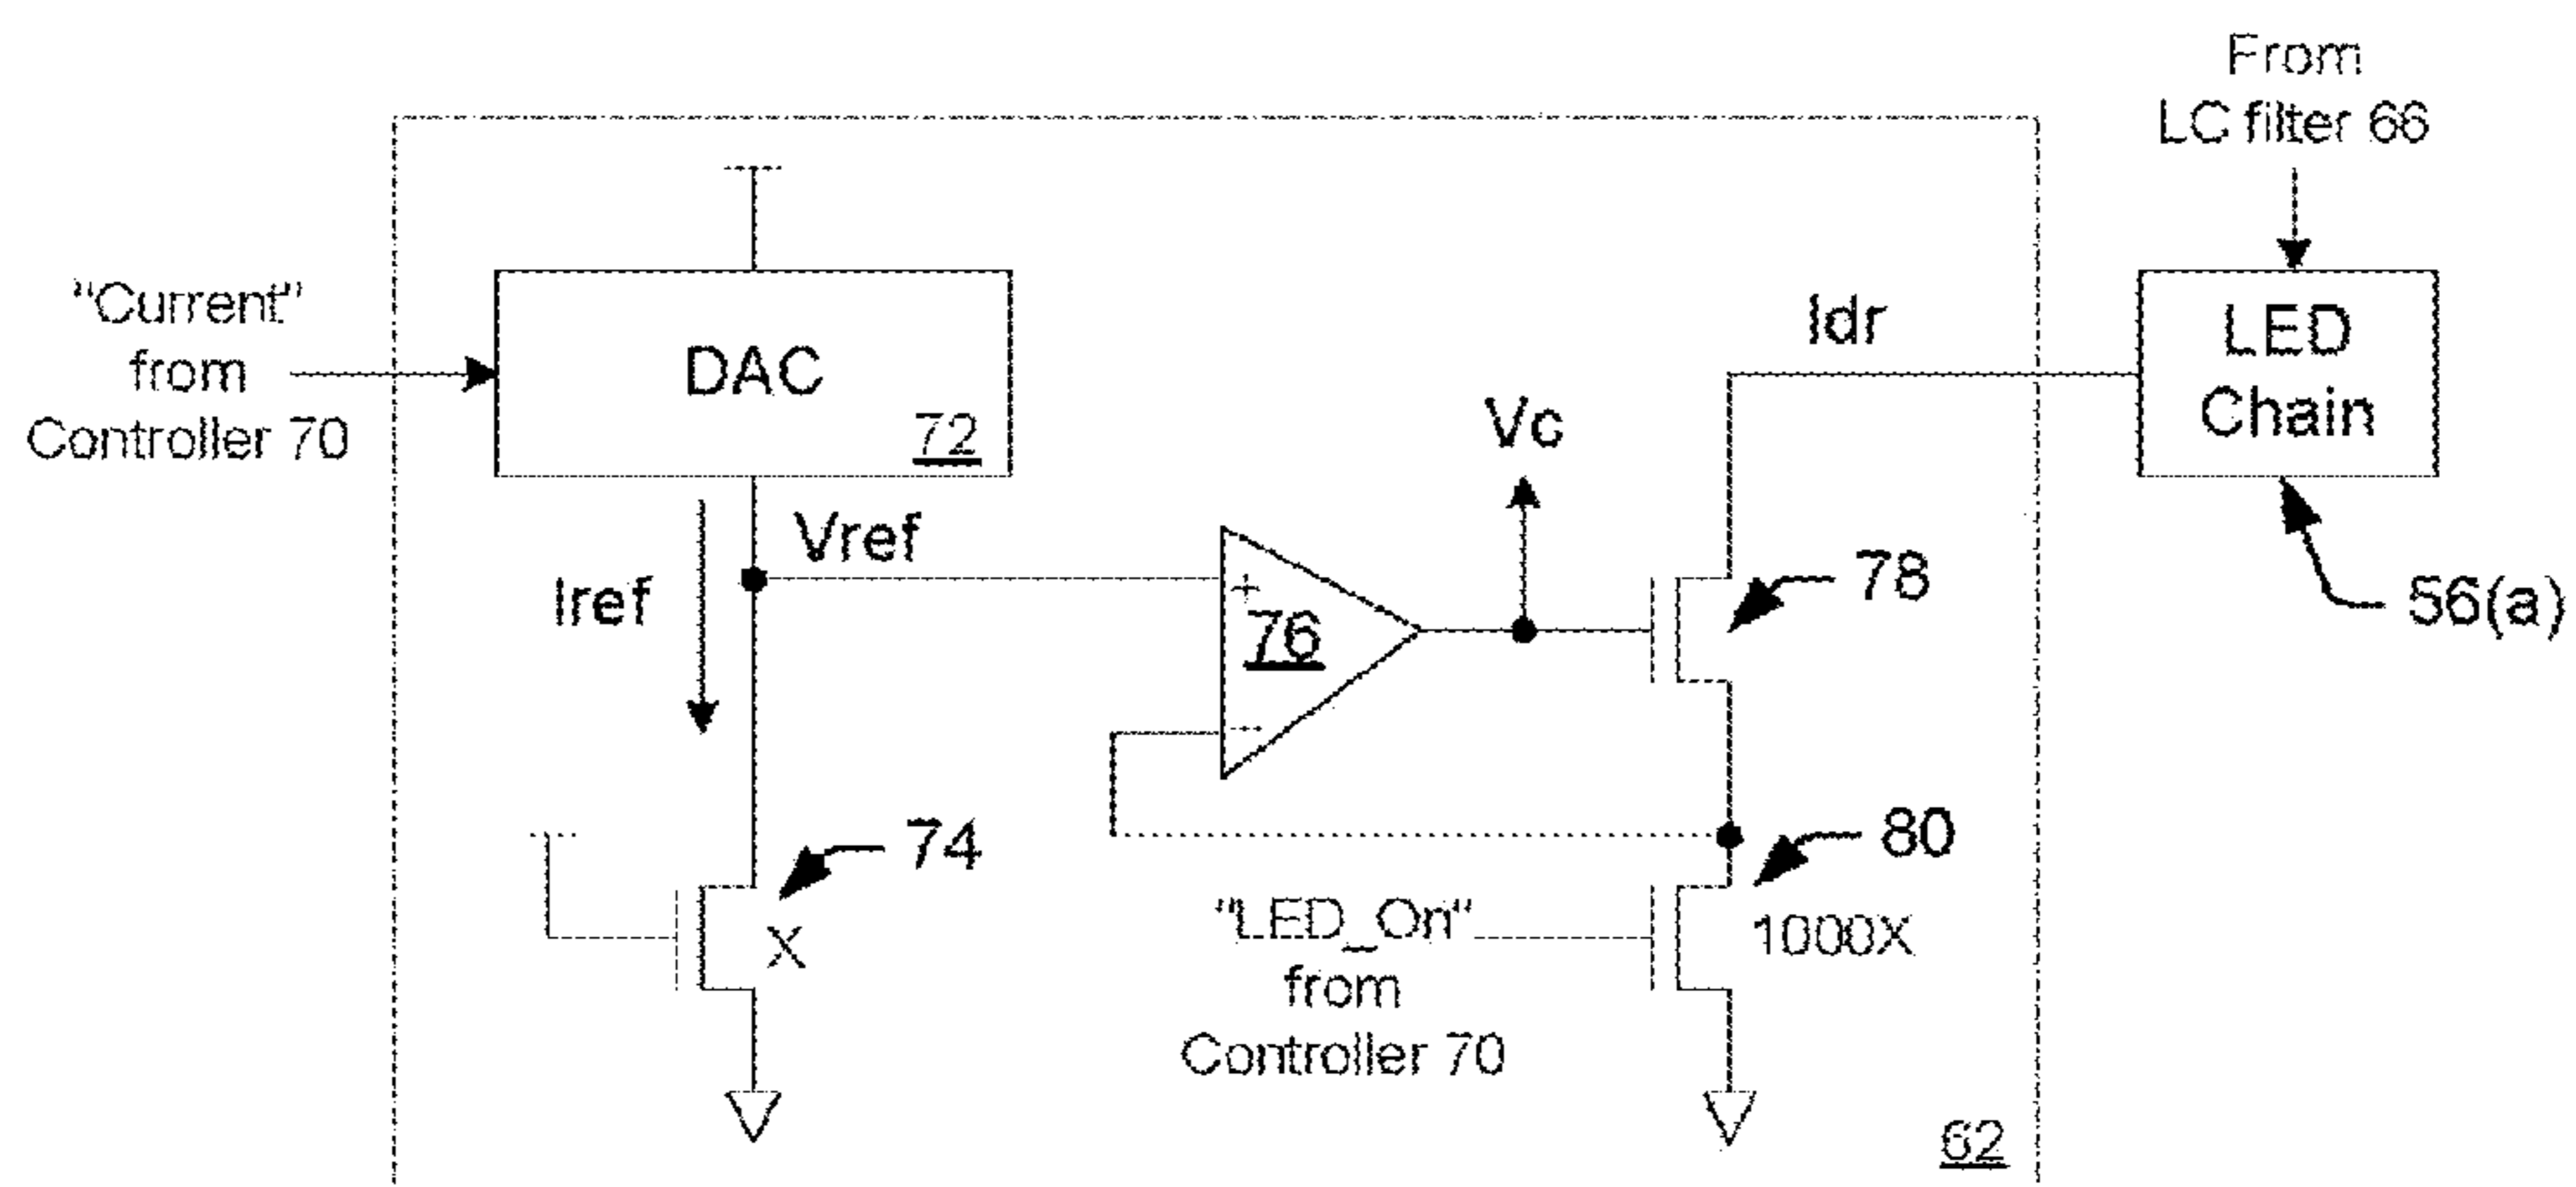 From
LC filter 66
"Current"
from
Controller 70
DAC
72
Idr
LED
Chain
Vc
Vref
Iref
+
76
-
78
56(a)
74
80
X
"LED_On"
from
Controller 70
1000X
62